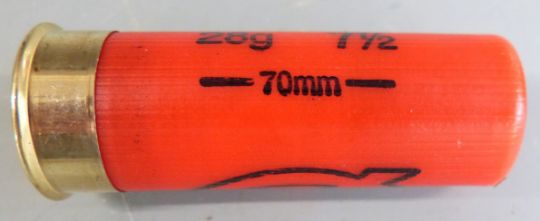 28g 7½
— 70mm —